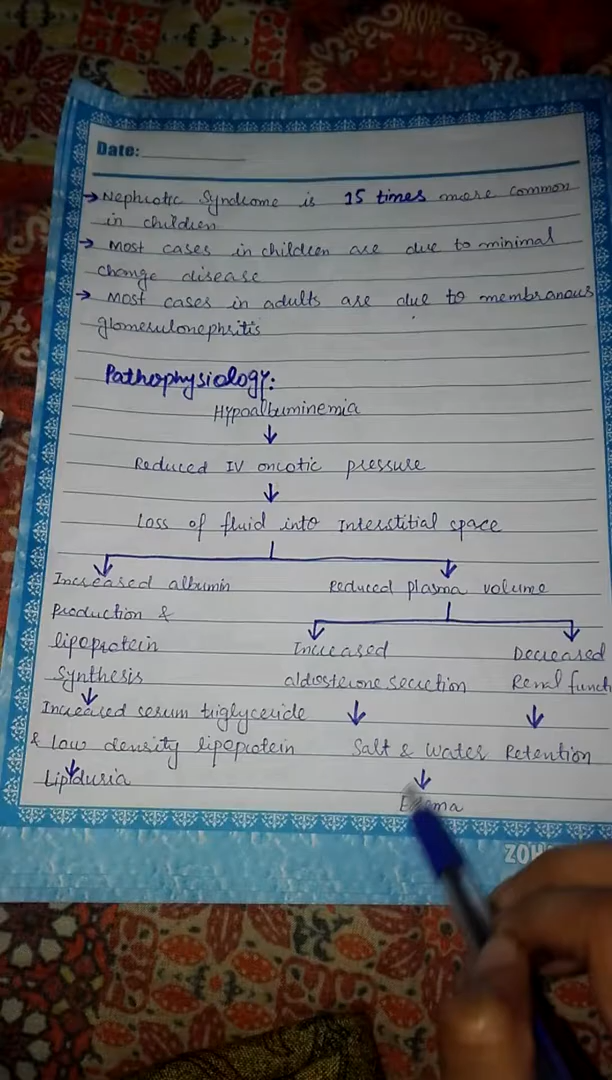 Date:
→ Nephrotic Syndrome is 15 times more common
in children
→ Most cases in children are due to minimal
change disease
→ Most cases in adults are due to membranous
glomerulonephritis
Pathophysiology:
Hypoalbuminemia
Reduced IV oncotic pressure
Loss of fluid into Interstitial space
Increased albumin
production &
lipoprotein
synthesis
Reduced plasma volume
Increased
aldosterone secretion
Decreased
Renal funct
Increased serum triglyceride
& low density lipoprotein
Salt & Water Retention
Lipiduria